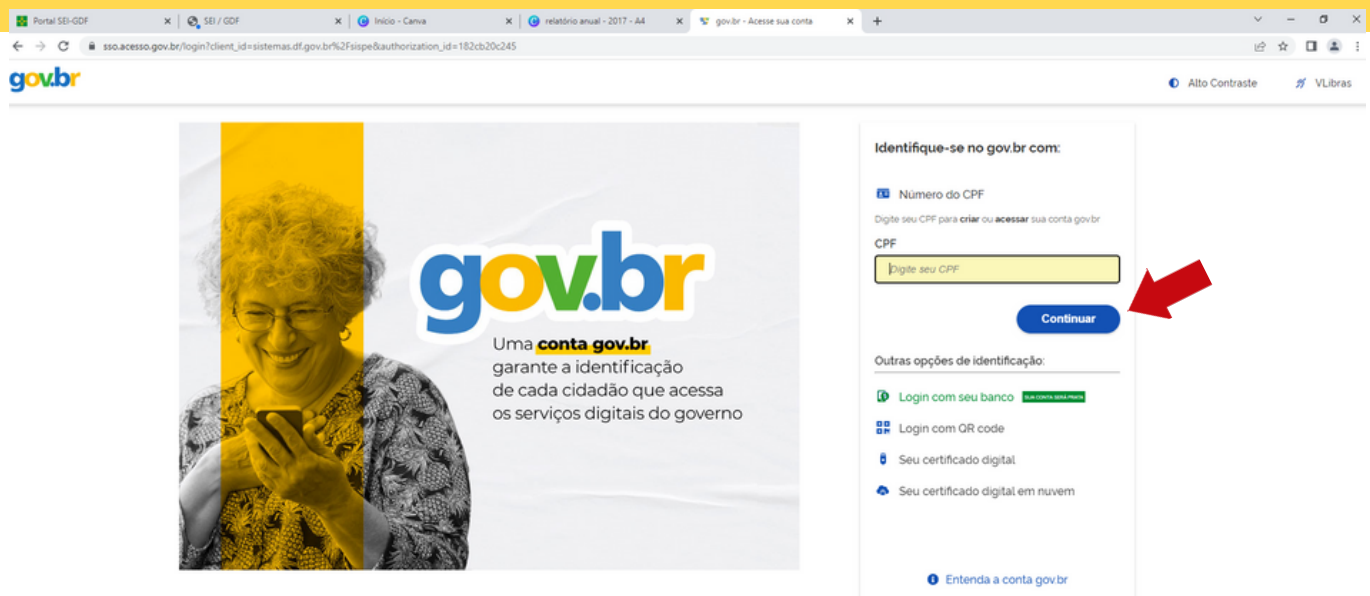 Portal SEI-GDF
SEI / GDF
Início - Canva
relatório anual - 2017 - A4
gov.br - Acesse sua conta
sso.acesso.gov.br/login?client_id=sistemas.df.gov.br%2Fsispe&authorization_id=182cb20c245
gov.br
Alto Contraste
VLibras
gov.br
Uma conta gov.br
garante a identificação
de cada cidadão que acessa
os serviços digitais do governo
Identifique-se no gov.br com:
Número do CPF
Digite seu CPF para criar ou acessar sua conta gov.br
CPF
Digite seu CPF
Continuar
Outras opções de identificação:
Login com seu banco SUA CONTA SERÁ PRATA
Login com QR code
Seu certificado digital
Seu certificado digital em nuvem
Entenda a conta gov.br